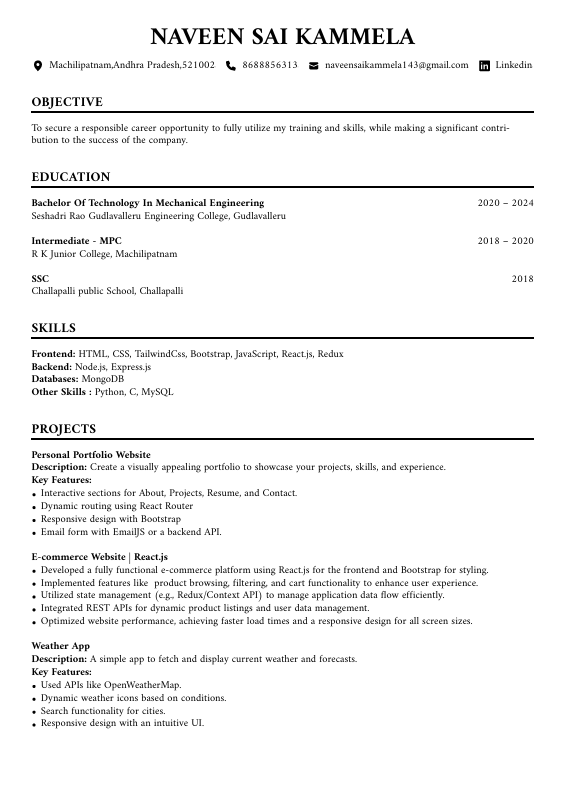 NAVEEN SAI KAMMELA
Machilipatnam,Andhra Pradesh,521002 8688856313 naveensaikammela143@gmail.com Linkedin
OBJECTIVE
To secure a responsible career opportunity to fully utilize my training and skills, while making a significant contri-
bution to the success of the company.
EDUCATION
Bachelor Of Technology In Mechanical Engineering 2020 – 2024
Seshadri Rao Gudlavalleru Engineering College, Gudlavalleru
Intermediate - MPC 2018 – 2020
R K Junior College, Machilipatnam
SSC 2018
Challapalli public School, Challapalli
SKILLS
Frontend: HTML, CSS, TailwindCss, Bootstrap, JavaScript, React.js, Redux
Backend: Node.js, Express.js
Databases: MongoDB
Other Skills : Python, C, MySQL
PROJECTS
Personal Portfolio Website
Description: Create a visually appealing portfolio to showcase your projects, skills, and experience.
Key Features:
• Interactive sections for About, Projects, Resume, and Contact.
• Dynamic routing using React Router
• Responsive design with Bootstrap
• Email form with EmailJS or a backend API.
E-commerce Website | React.js
• Developed a fully functional e-commerce platform using React.js for the frontend and Bootstrap for styling.
• Implemented features like product browsing, filtering, and cart functionality to enhance user experience.
• Utilized state management (e.g., Redux/Context API) to manage application data flow efficiently.
• Integrated REST APIs for dynamic product listings and user data management.
• Optimized website performance, achieving faster load times and a responsive design for all screen sizes.
Weather App
Description: A simple app to fetch and display current weather and forecasts.
Key Features:
• Used APIs like OpenWeatherMap.
• Dynamic weather icons based on conditions.
• Search functionality for cities.
• Responsive design with an intuitive UI.